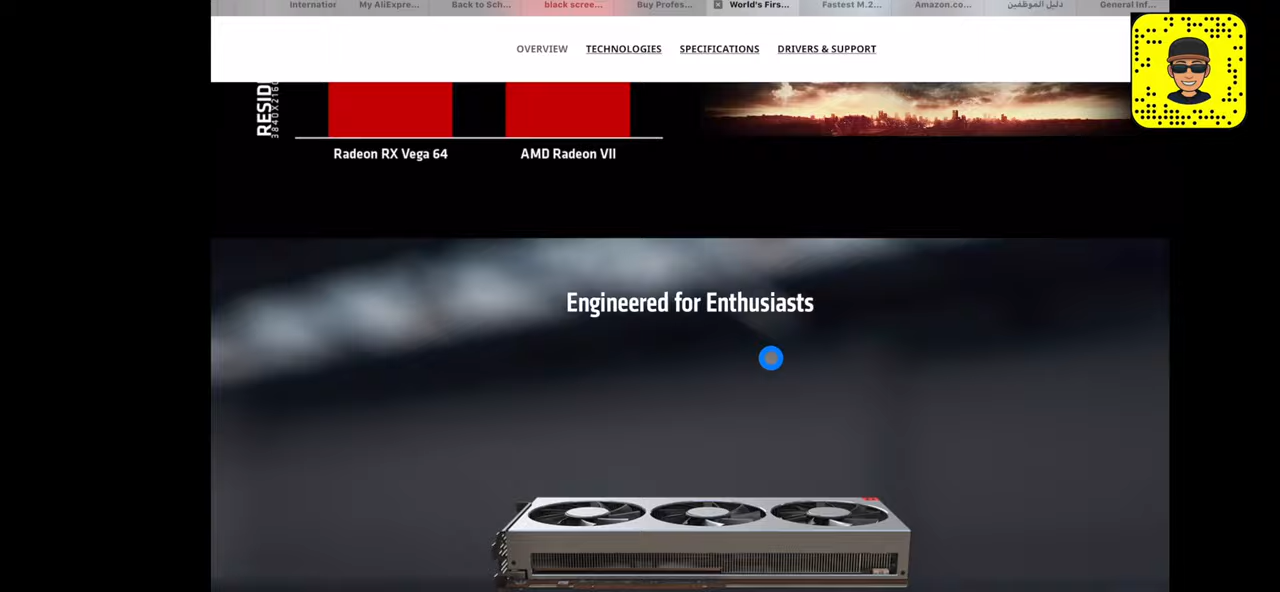 Internation
My AliExpre...
Back to Sch...
black scree...
Buy Profes...
World's Firs...
Fastest M.2...
Amazon.co...
دليل الموظفين
General Inf...
OVERVIEW
TECHNOLOGIES
SPECIFICATIONS
DRIVERS & SUPPORT
RESID
3840X2160
Radeon RX Vega 64
AMD Radeon VII
Engineered for Enthusiasts